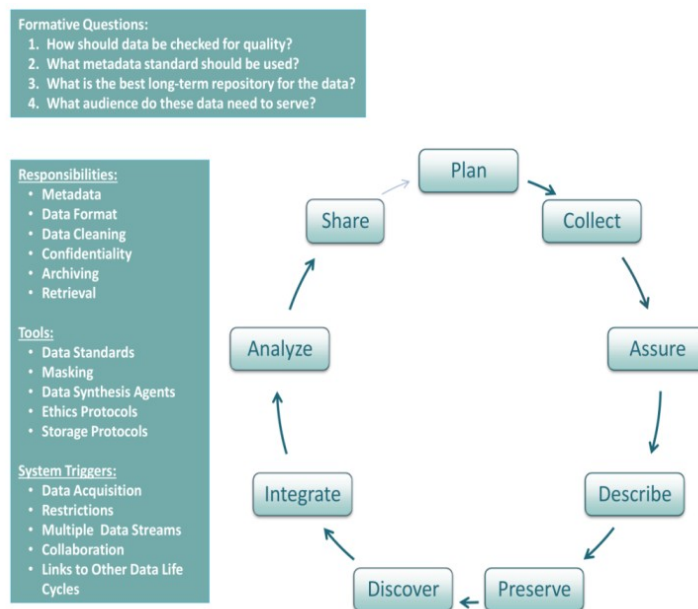 Formative Questions:
1. How should data be checked for quality?
2. What metadata standard should be used?
3. What is the best long-term repository for the data?
4. What audience do these data need to serve?
Responsibilities:
• Metadata
• Data Format
• Data Cleaning
• Confidentiality
• Archiving
• Retrieval
Tools:
• Data Standards
• Masking
• Data Synthesis Agents
• Ethics Protocols
• Storage Protocols
System Triggers:
• Data Acquisition
• Restrictions
• Multiple Data Streams
• Collaboration
• Links to Other Data Life
Cycles
Plan
Collect
Assure
Describe
Preserve
Discover
Integrate
Analyze
Share